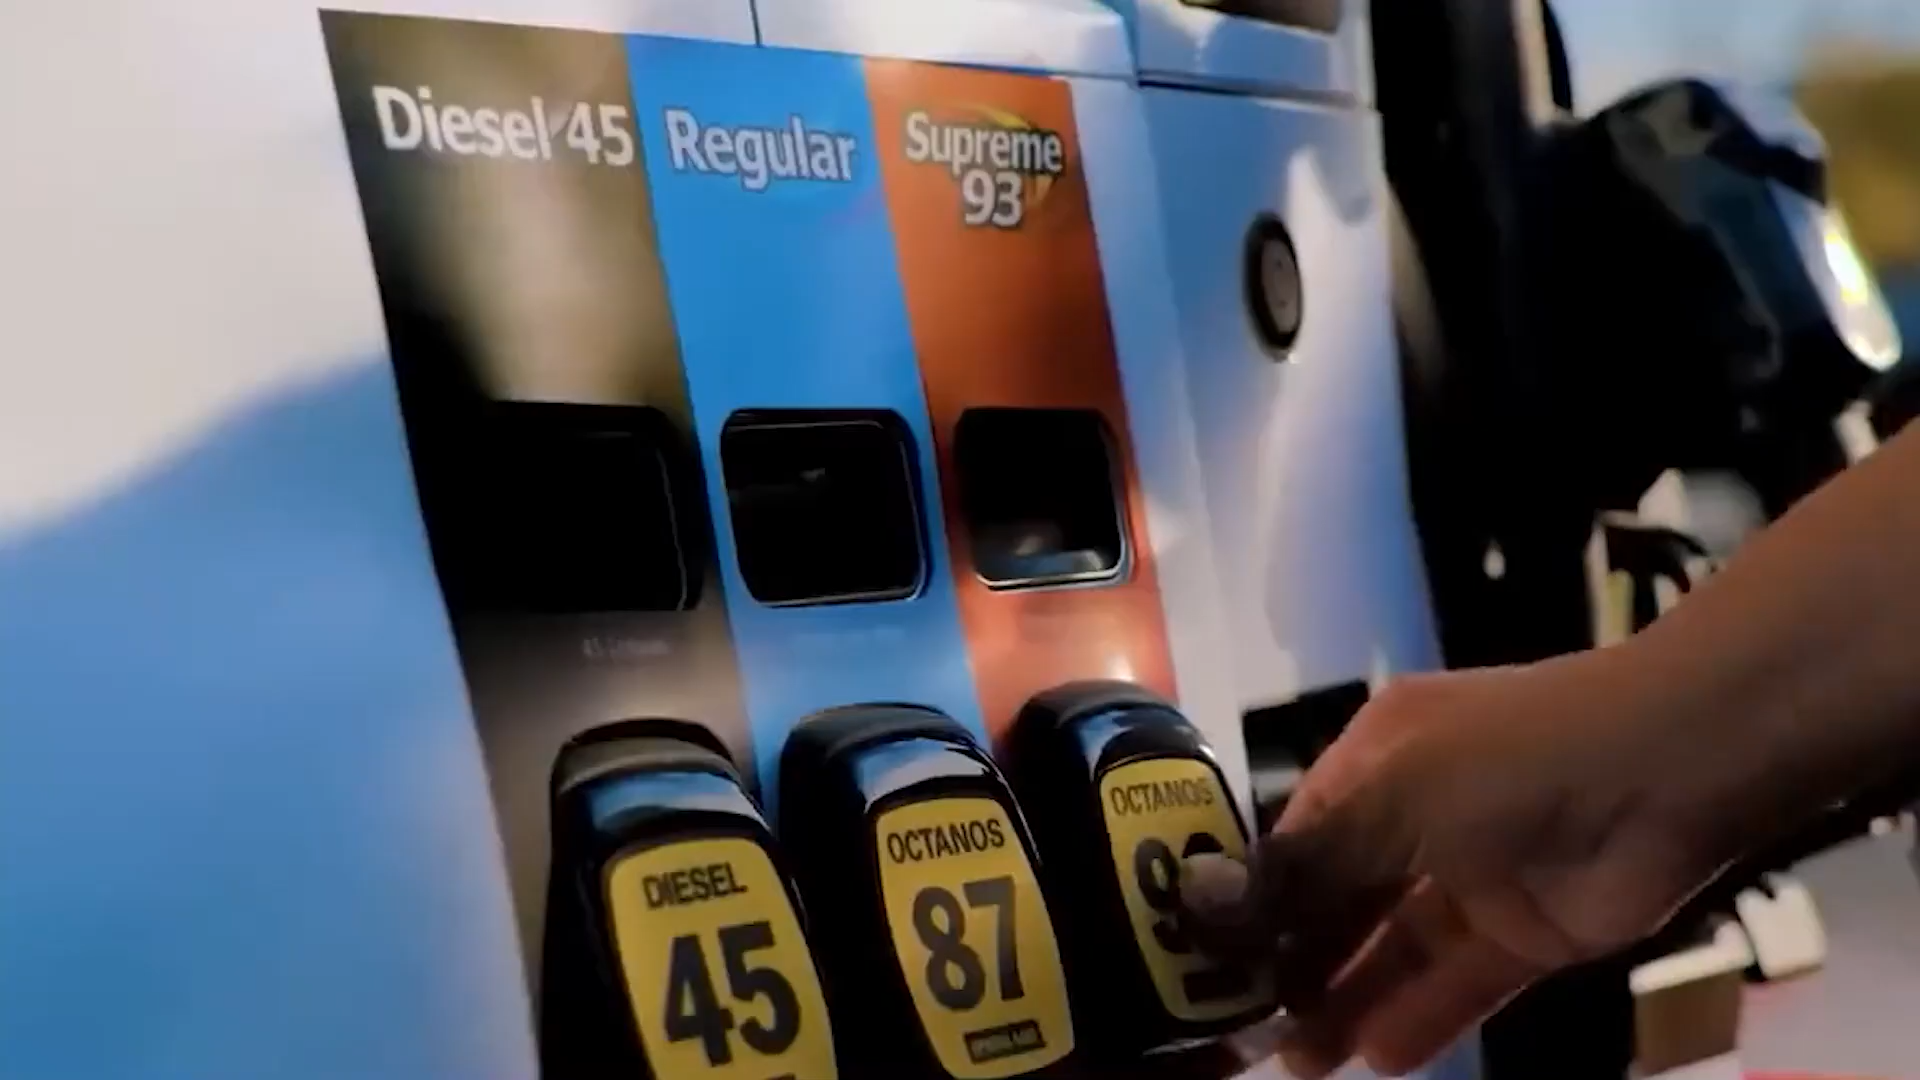 Diesel 45
Regular
Supreme
93
DIESEL
45
OCTANOS
87
OCTANOS